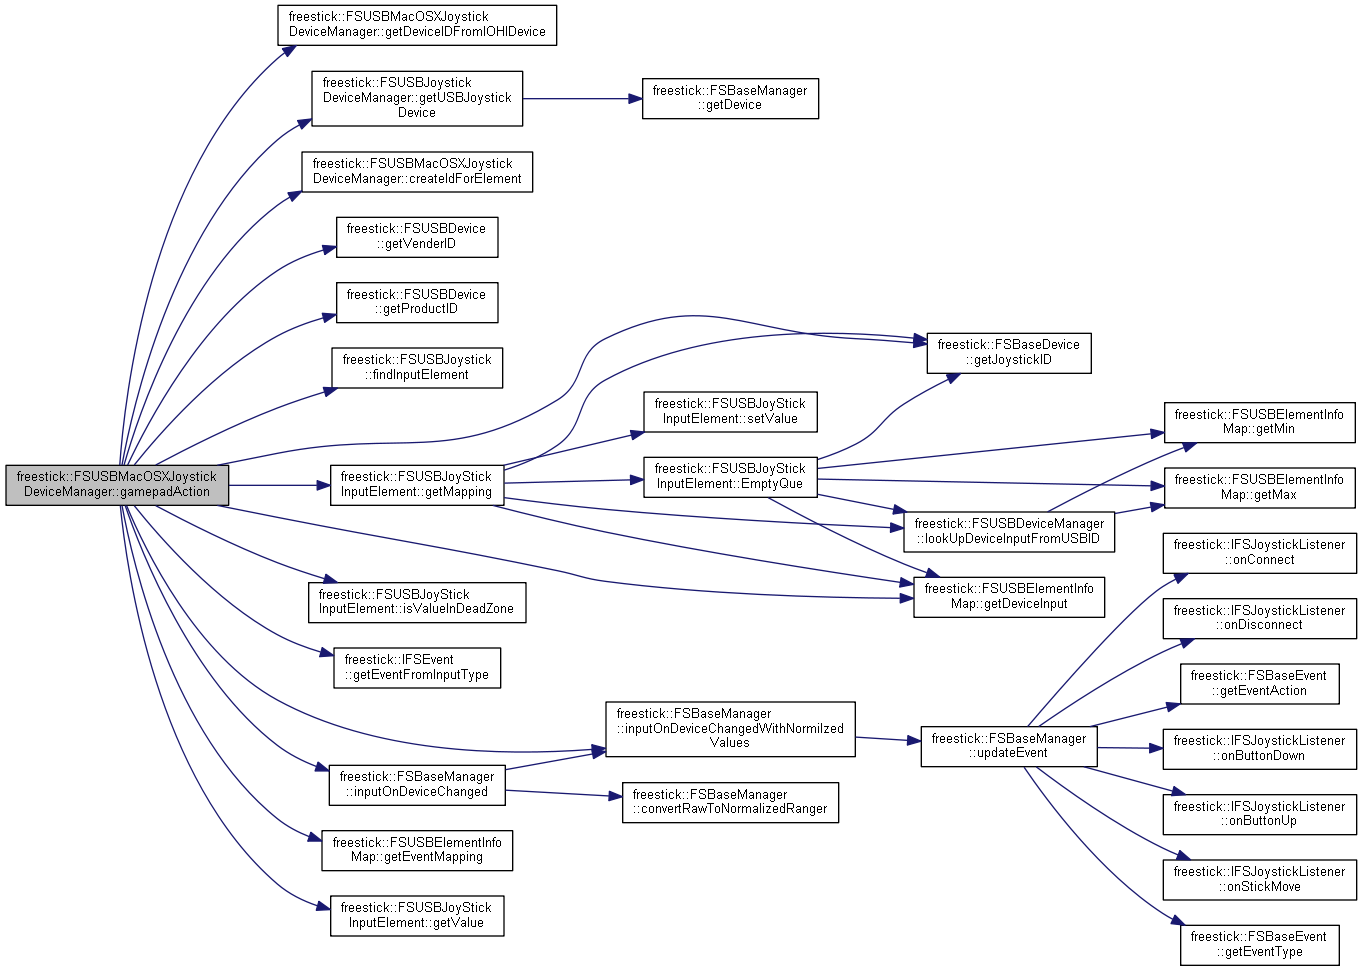 freestick::FSUSBMacOSXJoystick
DeviceManager::gamepadAction
freestick::FSUSBMacOSXJoystick
DeviceManager::getDeviceIDFromIOHIDevice
freestick::FSUSBJoystick
DeviceManager::getUSBJoystick
Device
freestick::FSBaseManager
::getDevice
freestick::FSUSBMacOSXJoystick
DeviceManager::createIdForElement
freestick::FSUSBDevice
::getVenderID
freestick::FSUSBDevice
::getProductID
freestick::FSUSBJoystick
::findInputElement
freestick::FSUSBJoyStick
InputElement::getMapping
freestick::FSUSBJoyStick
InputElement::isValueInDeadZone
freestick::IFSEvent
::getEventFromInputType
freestick::FSBaseManager
::inputOnDeviceChanged
freestick::FSUSBElementInfo
Map::getEventMapping
freestick::FSUSBJoyStick
InputElement::getValue
freestick::FSUSBJoyStick
InputElement::setValue
freestick::FSUSBJoyStick
InputElement::EmptyQue
freestick::FSBaseManager
::inputOnDeviceChangedWithNormilzed
Values
freestick::FSBaseManager
::convertRawToNormalizedRanger
freestick::FSBaseDevice
::getJoystickID
freestick::FSUSBDeviceManager
::lookUpDeviceInputFromUSBID
freestick::FSUSBElementInfo
Map::getDeviceInput
freestick::FSBaseManager
::updateEvent
freestick::FSUSBElementInfo
Map::getMin
freestick::FSUSBElementInfo
Map::getMax
freestick::IFSJoystickListener
::onConnect
freestick::IFSJoystickListener
::onDisconnect
freestick::FSBaseEvent
::getEventAction
freestick::IFSJoystickListener
::onButtonDown
freestick::IFSJoystickListener
::onButtonUp
freestick::IFSJoystickListener
::onStickMove
freestick::FSBaseEvent
::getEventType